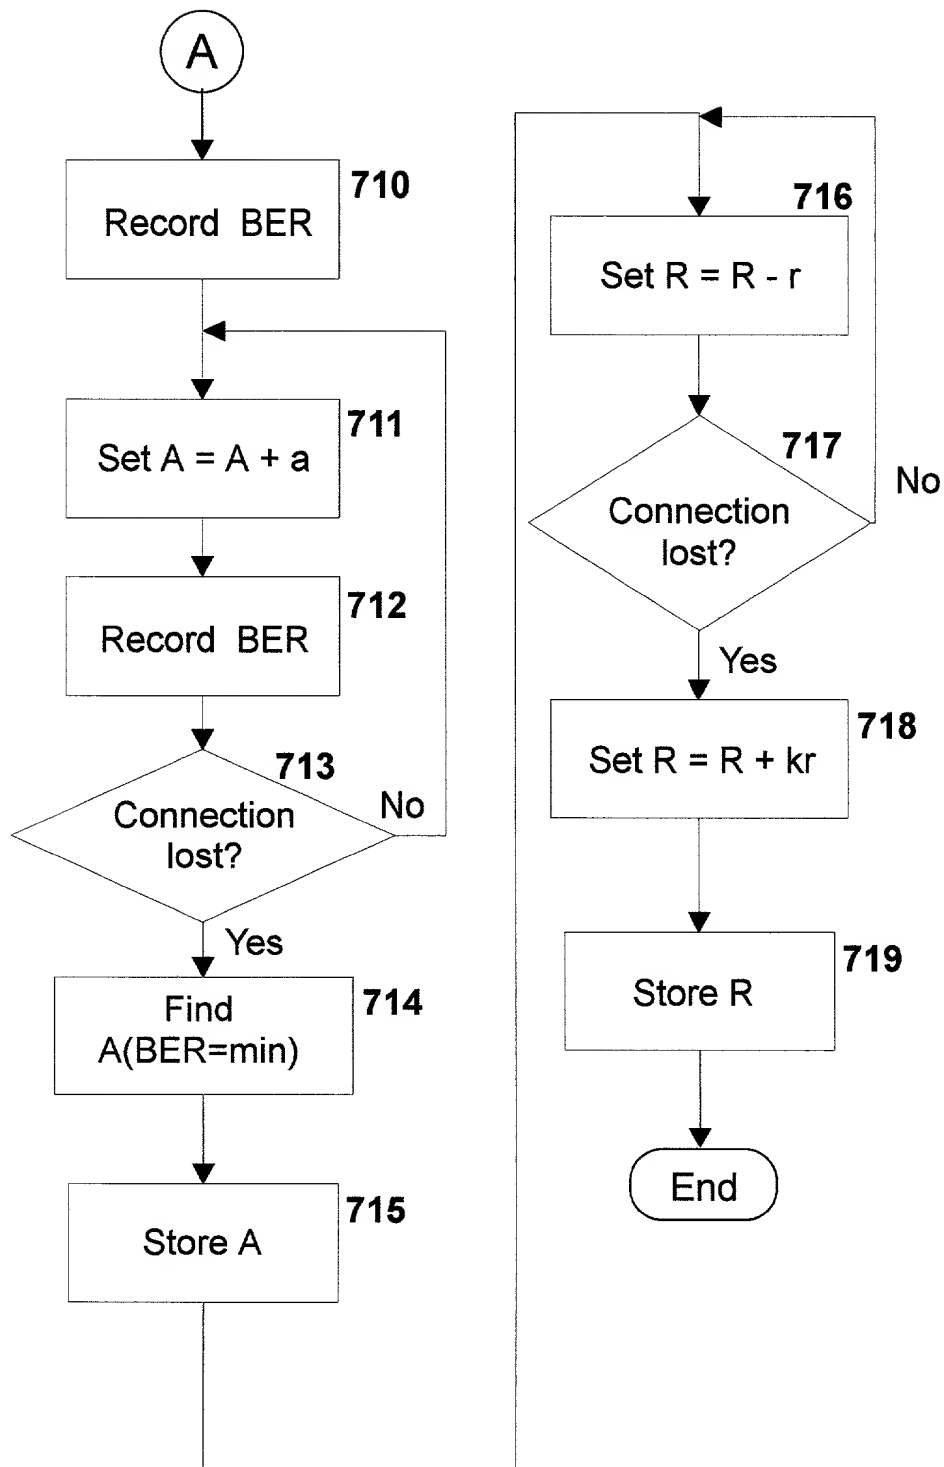 A
710
Record BER
711
Set A = A + a
712
Record BER
713
Connection
lost?
No
Yes
714
Find
A(BER=min)
715
Store A
716
Set R = R - r
717
Connection
lost?
No
Yes
718
Set R = R + kr
719
Store R
End